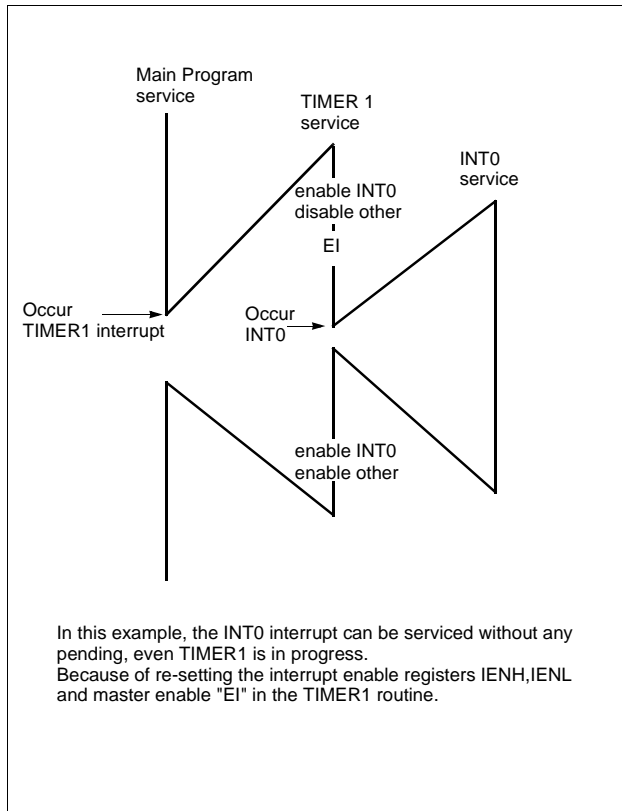 Main Program
service
TIMER 1
service
INT0
service
enable INT0
disable other
EI
Occur
TIMER1 interrupt
Occur
INT0
enable INT0
enable other
In this example, the INT0 interrupt can be serviced without any
pending, even TIMER1 is in progress.
Because of re-setting the interrupt enable registers IENH,IENL
and master enable "EI" in the TIMER1 routine.